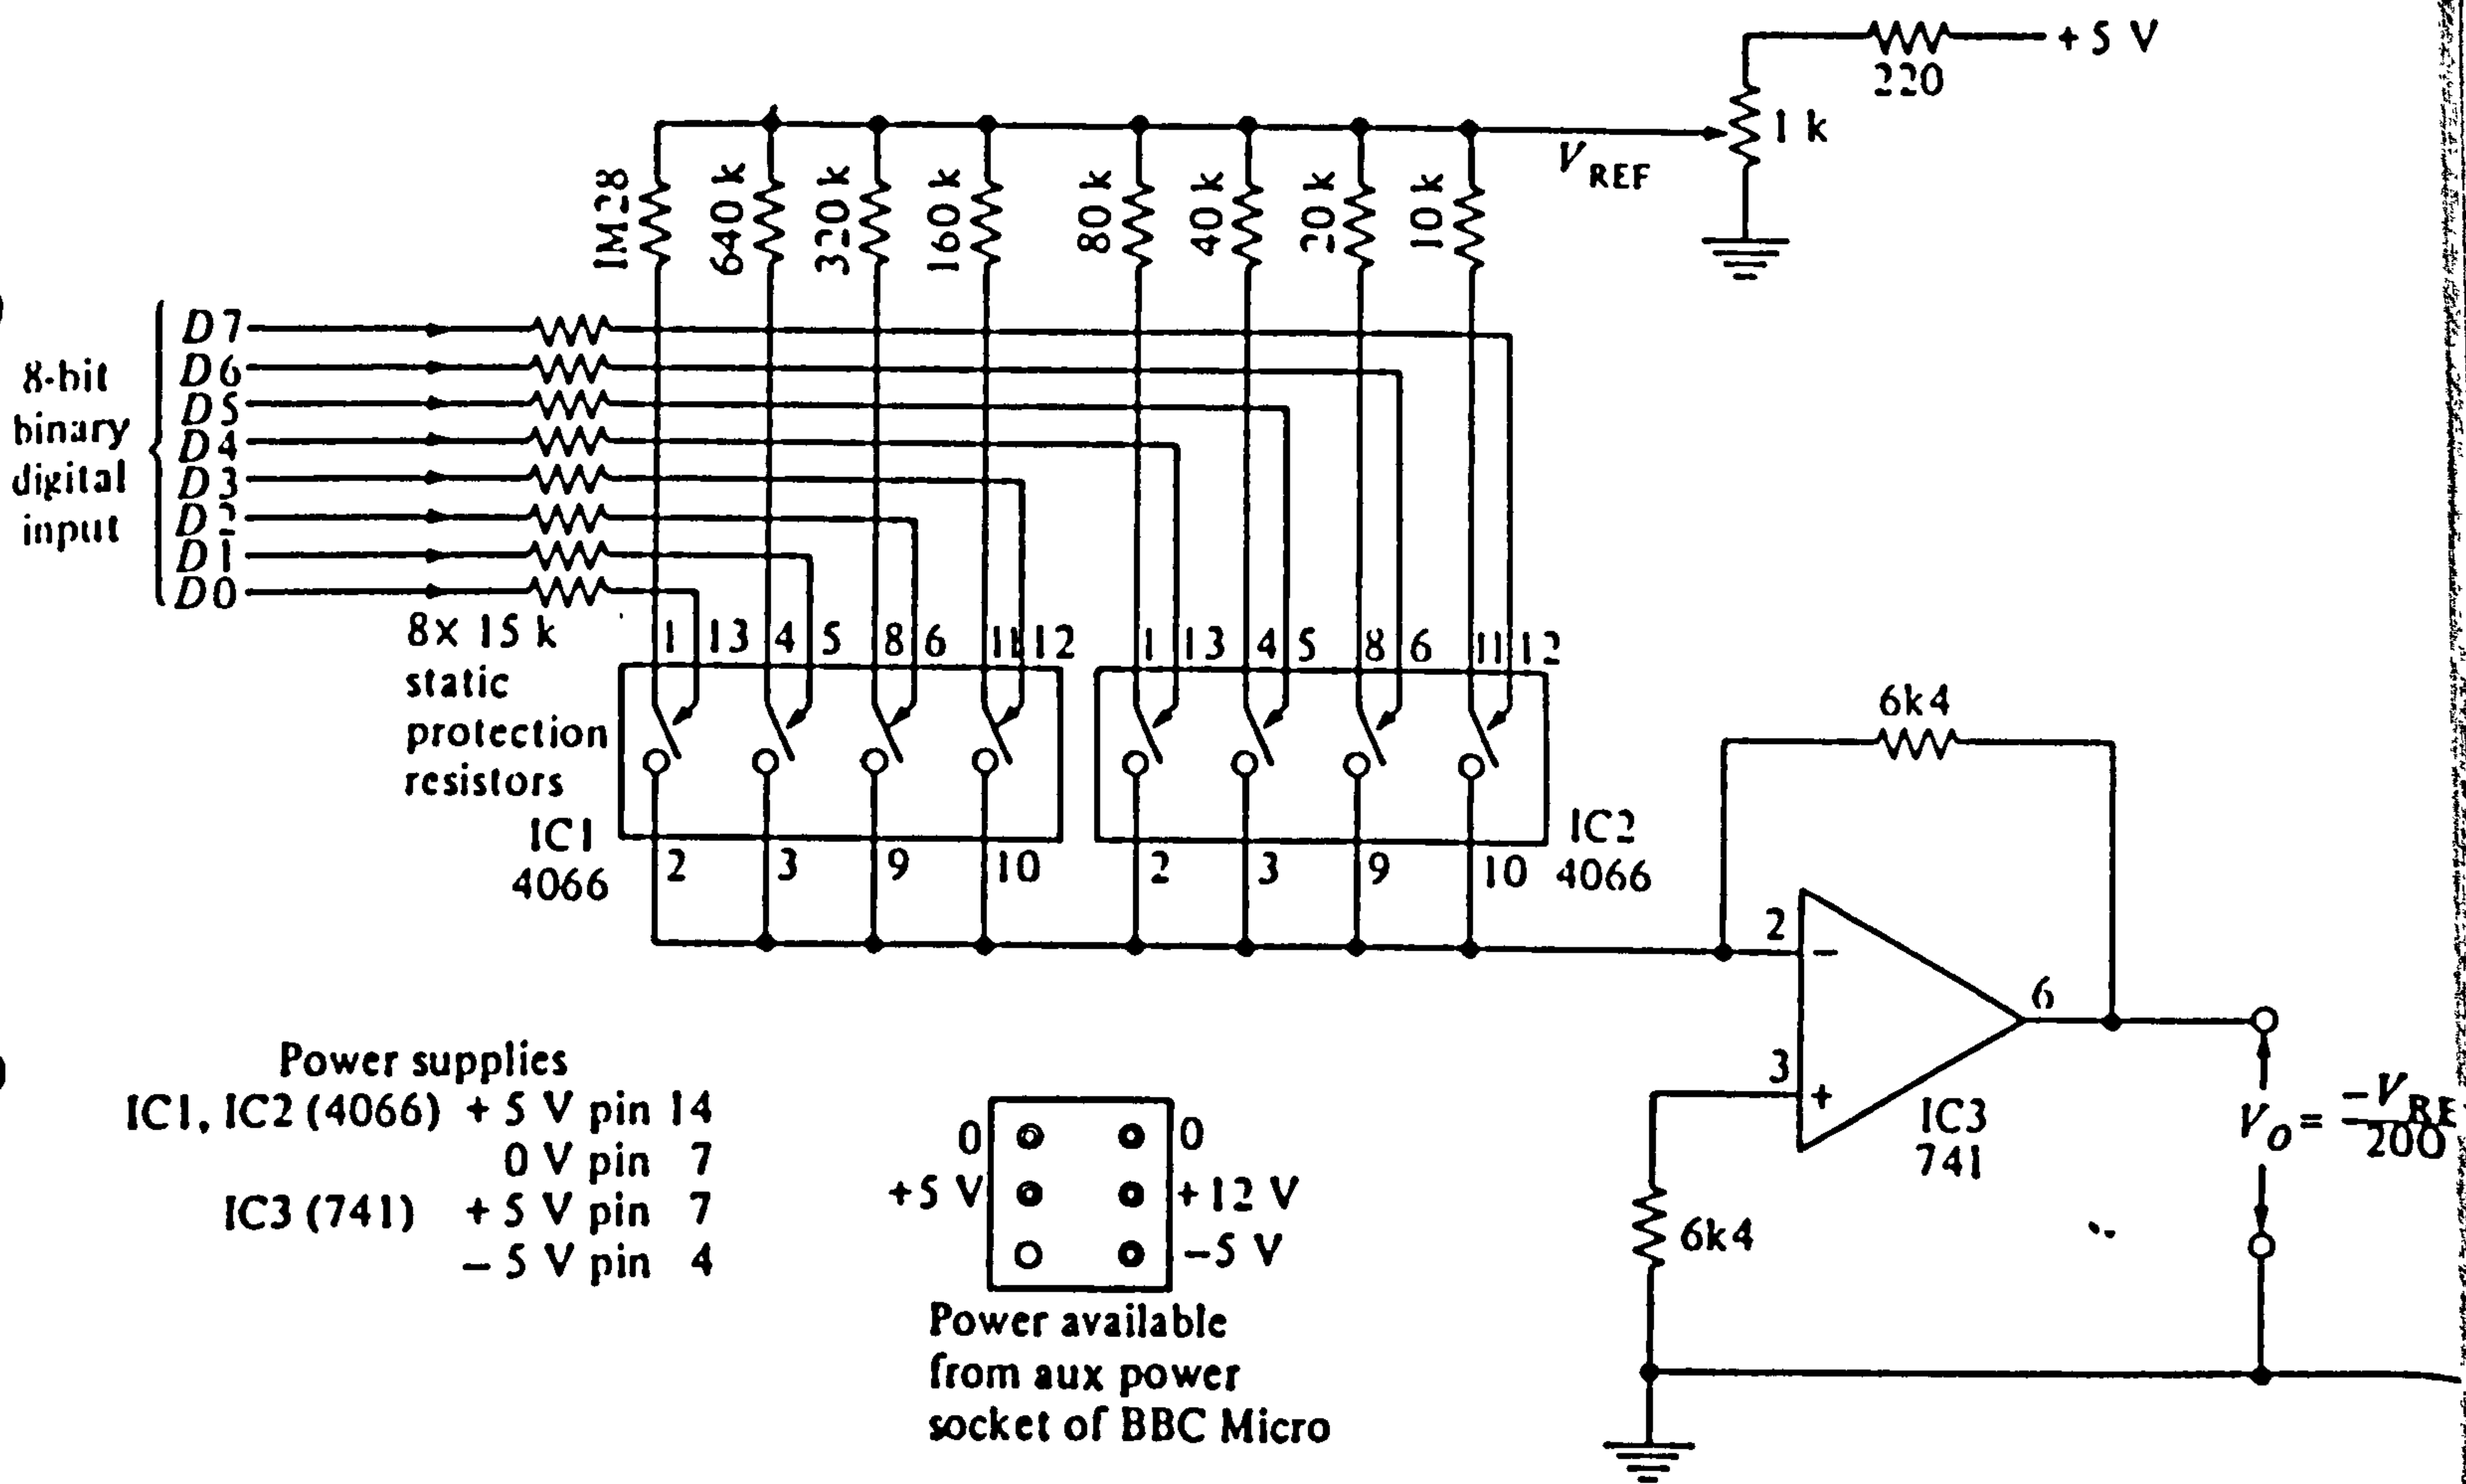 +5 V
220
1 k
V REF
1M28
640 k
320 k
160 k
80 k
40 k
20 k
10 k
8-bit
binary
digital
input
D7
D6
D5
D4
D3
D2
D1
D0
8x 15 k
static
protection
resistors
1 13 4 5 8 6 11 12
1 13 4 5 8 6 11 12
IC1
4066
2 3 9 10
2 3 9 10
IC2
4066
6k4
2
−
3
+
6
IC3
741
6k4
V O = −V RE
200
Power supplies
IC1, IC2 (4066) + 5 V pin 14
0 V pin 7
IC3 (741) + 5 V pin 7
− 5 V pin 4
0 0
+5 V +12 V
−5 V
Power available
from aux power
socket of BBC Micro